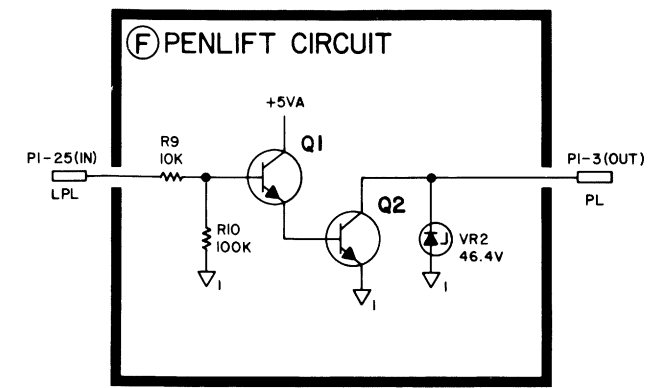 F PENLIFT CIRCUIT
+5VA
Q1
P1-25(IN)
LPL
R9
10K
R10
100K
1
Q2
1
VR2
46.4V
1
P1-3(OUT)
PL